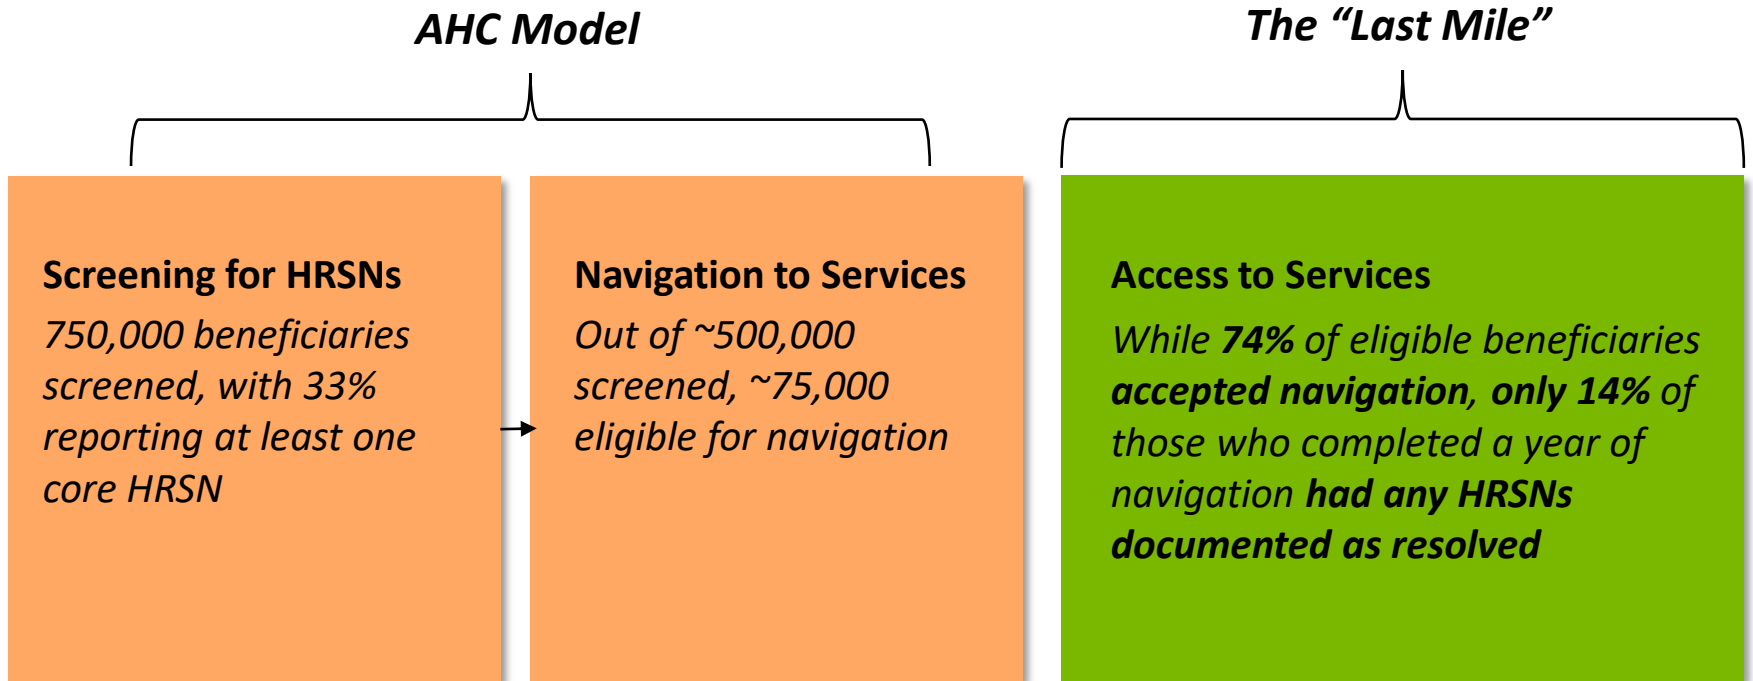 AHC Model
The “Last Mile”
Screening for HRSNs
750,000 beneficiaries
screened, with 33%
reporting at least one
core HRSN
Navigation to Services
Out of ~500,000
screened, ~75,000
eligible for navigation
Access to Services
While 74% of eligible beneficiaries
accepted navigation, only 14% of
those who completed a year of
navigation had any HRSNs
documented as resolved